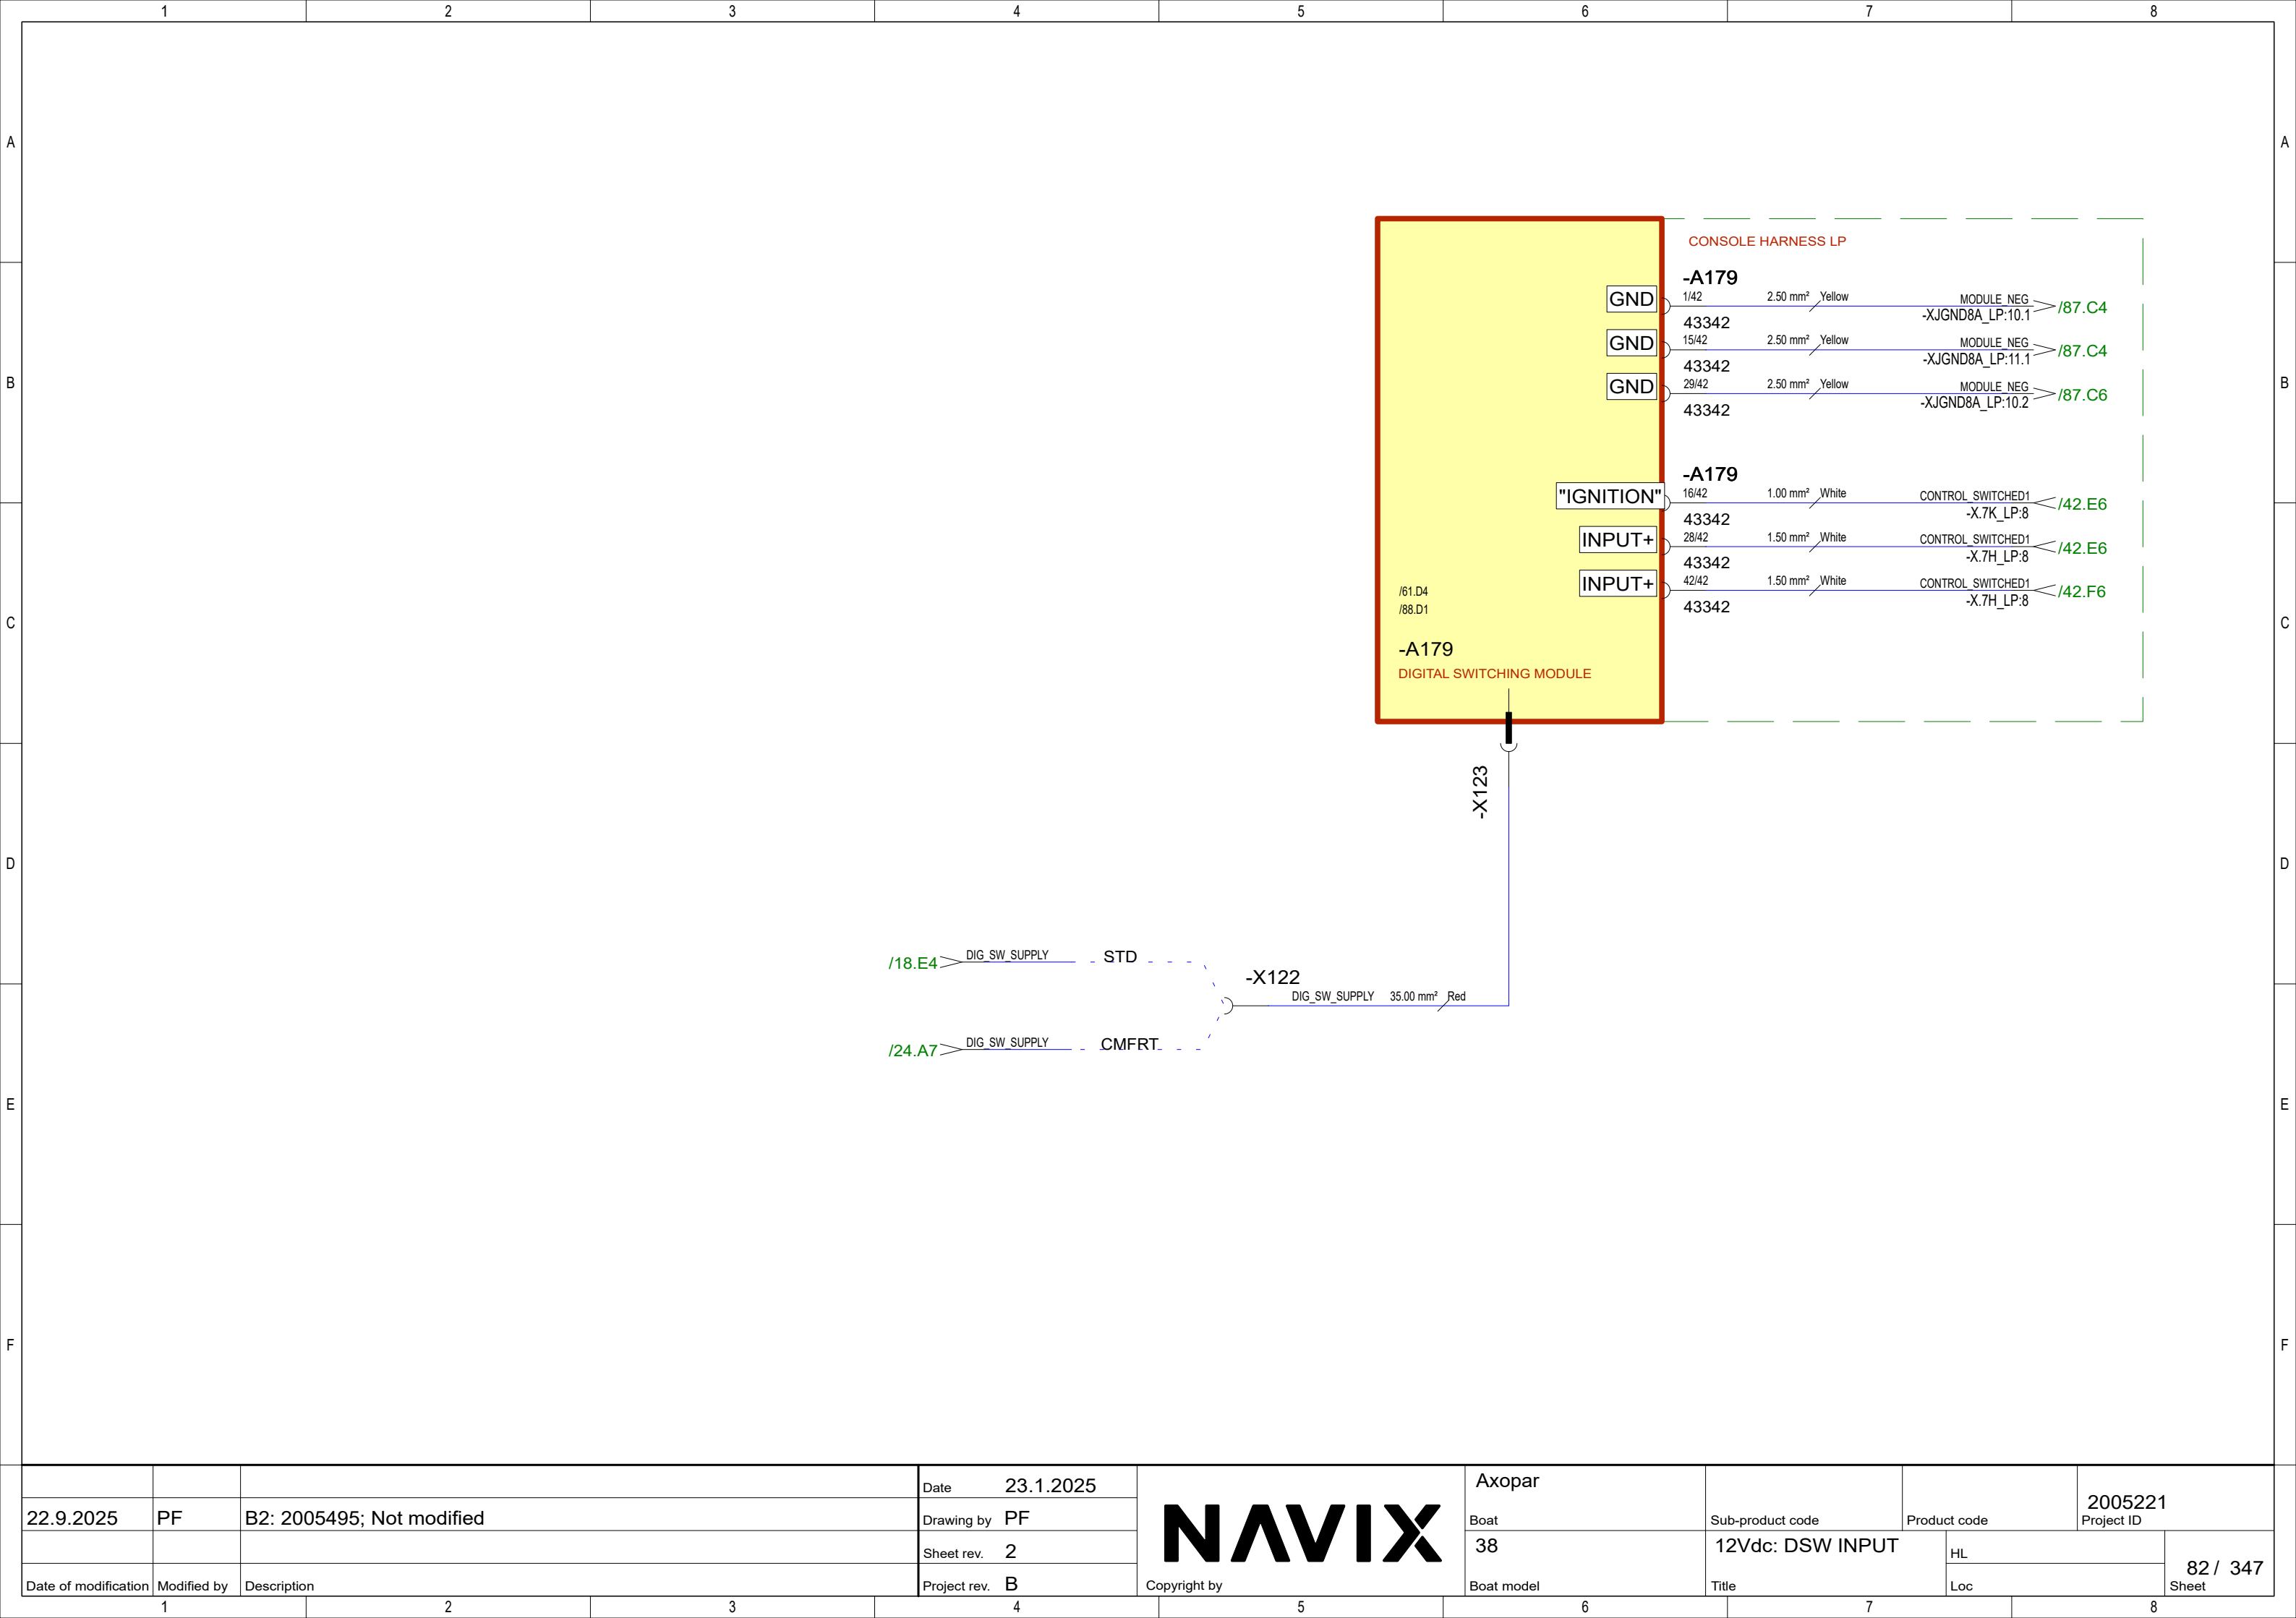 1 2 3 4 5 6 7 8
A A
CONSOLE HARNESS LP
-A179
GND 1/42 2.50 mm² Yellow MODULE_NEG /87.C4
43342 -XJGND8A_LP:10.1
GND 15/42 2.50 mm² Yellow MODULE_NEG /87.C4
43342 -XJGND8A_LP:11.1
B B
GND 29/42 2.50 mm² Yellow MODULE_NEG /87.C6
43342 -XJGND8A_LP:10.2
-A179
"IGNITION" 16/42 1.00 mm² White CONTROL_SWITCHED1 /42.E6
43342 -X.7K_LP:8
INPUT+ 28/42 1.50 mm² White CONTROL_SWITCHED1 /42.E6
43342 -X.7H_LP:8
INPUT+ 42/42 1.50 mm² White CONTROL_SWITCHED1 /42.F6
43342 -X.7H_LP:8
/61.D4
/88.D1
C C
-A179
DIGITAL SWITCHING MODULE
-X123
D D
/18.E4 DIG_SW_SUPPLY STD
-X122
DIG_SW_SUPPLY 35.00 mm² Red
/24.A7 DIG_SW_SUPPLY CMFRT
E E
F F
Date 23.1.2025
22.9.2025 PF B2: 2005495; Not modified
Drawing by PF
Sheet rev. 2
Project rev. B
Date of modification Modified by Description
NAVIX
Copyright by
Axopar
Boat
38
Boat model
Sub-product code
Product code
2005221
Project ID
12Vdc: DSW INPUT
Title
HL
Loc
82 / 347
Sheet
1 2 3 4 5 6 7 8